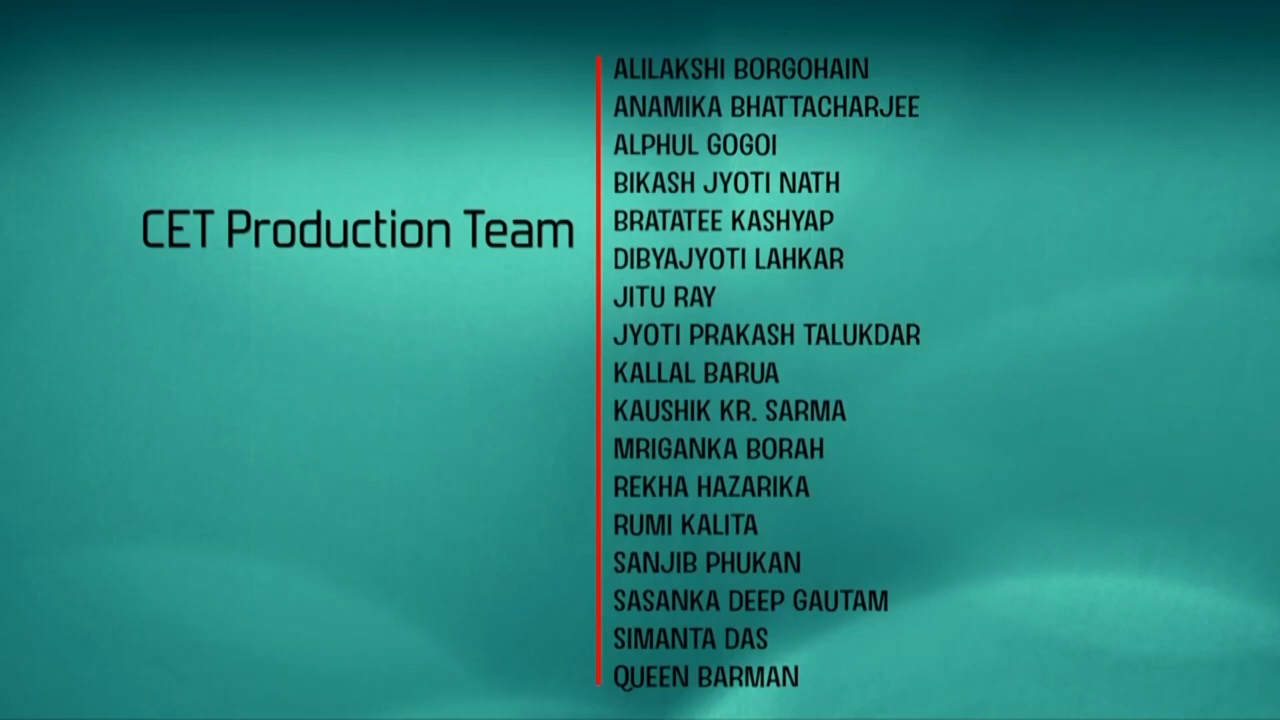 CET Production Team
ALILAKSHI BORGOHAIN
ANAMIKA BHATTACHARJEE
ALPHUL GOGOI
BIKASH JYOTI NATH
BRATATEE KASHYAP
DIBYAJYOTI LAHKAR
JITU RAY
JYOTI PRAKASH TALUKDAR
KALLAL BARUA
KAUSHIK KR. SARMA
MRIGANKA BORAH
REKHA HAZARIKA
RUMI KALITA
SANJIB PHUKAN
SASANKA DEEP GAUTAM
SIMANTA DAS
QUEEN BARMAN